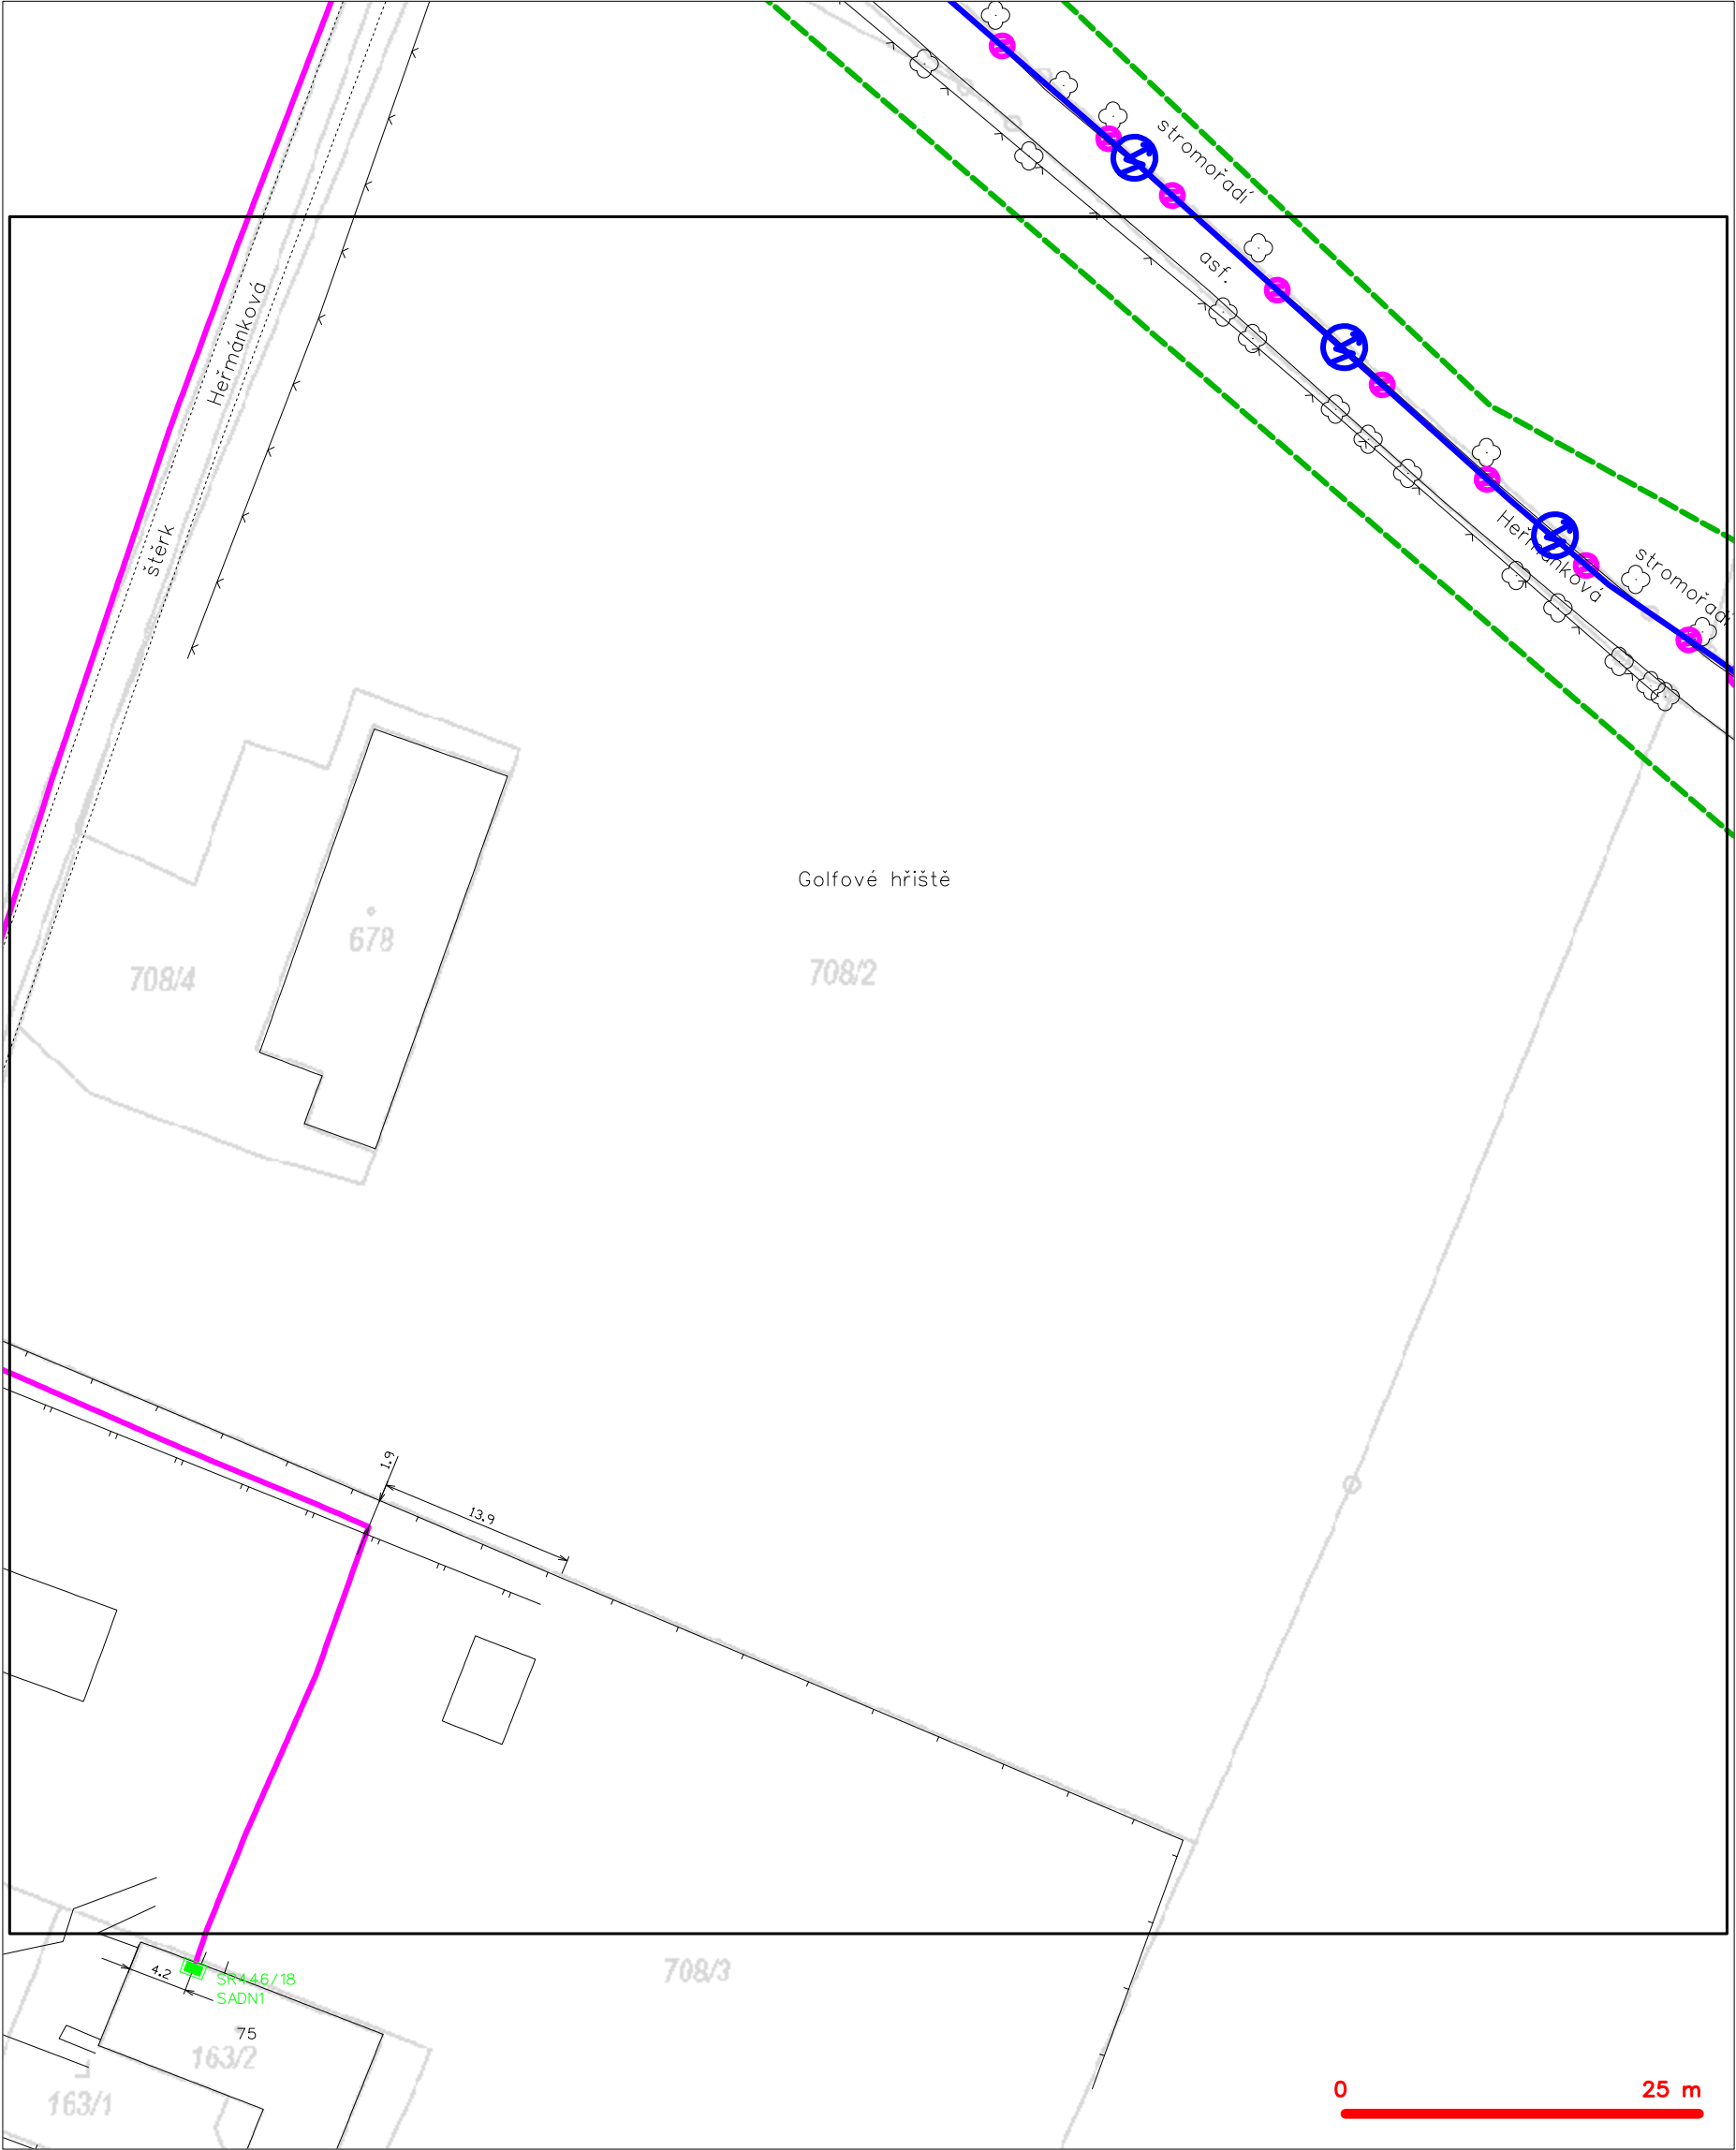 stromořadí
asf.
Heřmánková
štěrk
Heřmánková
stromořadí
Golfové hřiště
678
708/4
708/2
1.9
13.9
4.2
SR446/18
SADN1
708/3
75
163/2
163/1
0 25 m